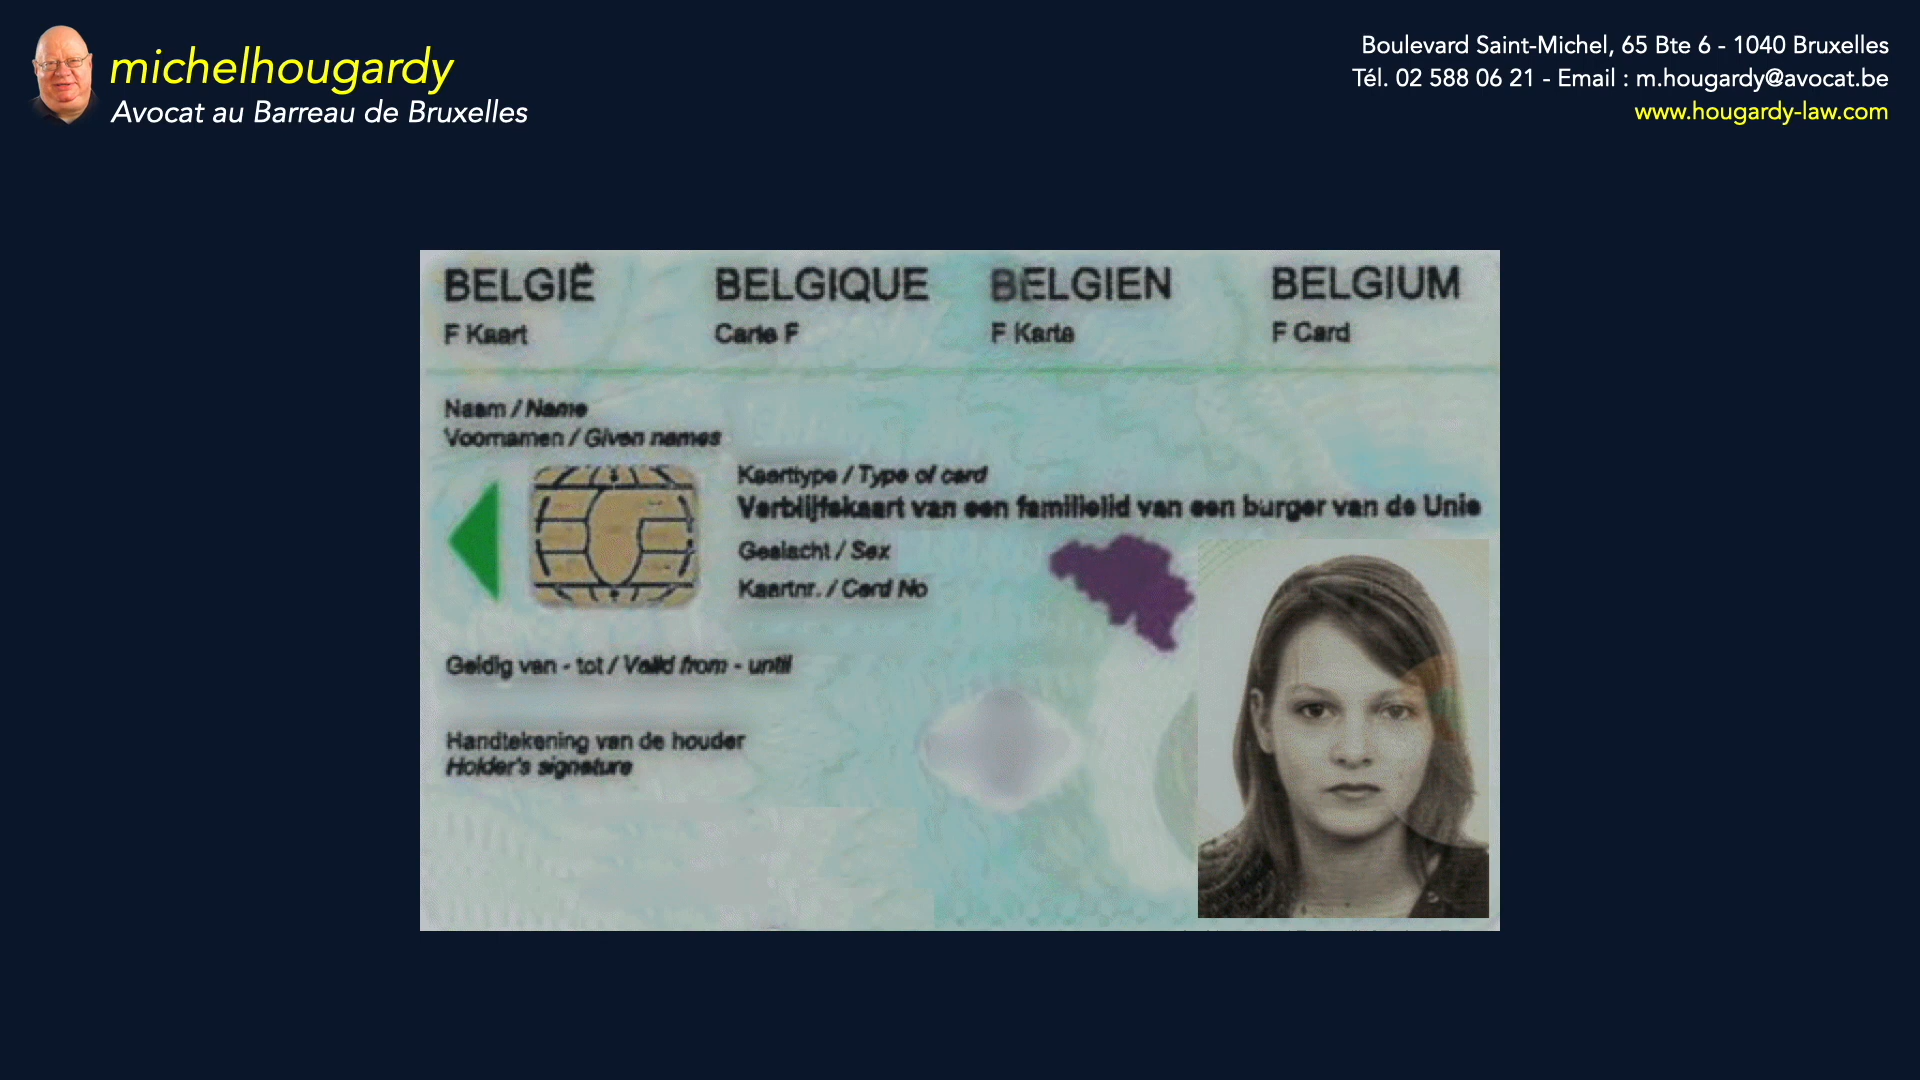 michelhougardy
Avocat au Barreau de Bruxelles
Boulevard Saint-Michel, 65 Bte 6 - 1040 Bruxelles
Tél. 02 588 06 21 - Email : m.hougardy@avocat.be
www.hougardy-law.com
BELGIË BELGIQUE BELGIEN BELGIUM
F Kaart Carte F F Karte F Card
Naam / Name
Voornamen / Given names
Kaarttype / Type of card
Verblijfskaart van een familielid van een burger van de Unie
Geslacht / Sex
Kaartnr. / Card No
Geldig van - tot / Valid from - until
Handtekening van de houder
Holder's signature